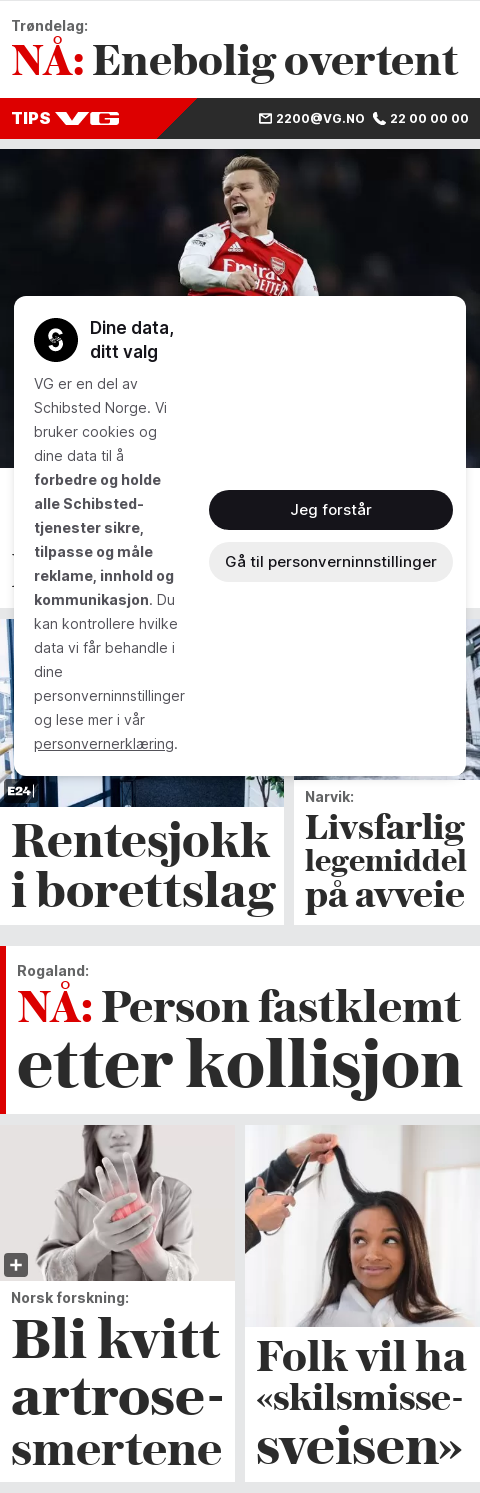 Trøndelag:
NÅ: Enebolig overtent
TIPS VG
2200@VG.NO 22 00 00 00
Dine data,
ditt valg
VG er en del av
Schibsted Norge. Vi
bruker cookies og
dine data til å
forbedre og holde
alle Schibsted-
tjenester sikre,
tilpasse og måle
reklame, innhold og
kommunikasjon. Du
kan kontrollere hvilke
data vi får behandle i
dine
personverninnstillinger
og lese mer i vår
personvernerklæring.
Jeg forstår
Gå til personverninnstillinger
E24
Rentesjokk
i borettslag
Narvik:
Livsfarlig
legemiddel
på avveie
Rogaland:
NÅ: Person fastklemt
etter kollisjon
Norsk forskning:
Bli kvitt
artrose-
smertene
Folk vil ha
«skilsmisse-
sveisen»